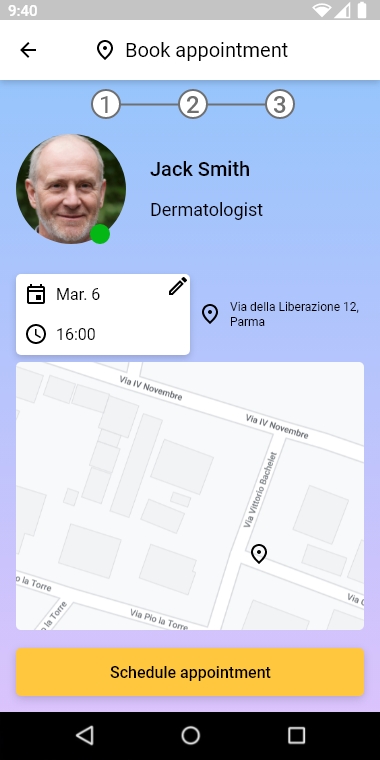 9:40
Book appointment
1 2 3
Jack Smith
Dermatologist
Mar. 6
16:00
Via della Liberazione 12,
Parma
Via IV Novembre
Via IV Novembre
Via Vittorio Bachelet
o la Torre
la Torre
Via Pio la Torre
Via
Schedule appointment